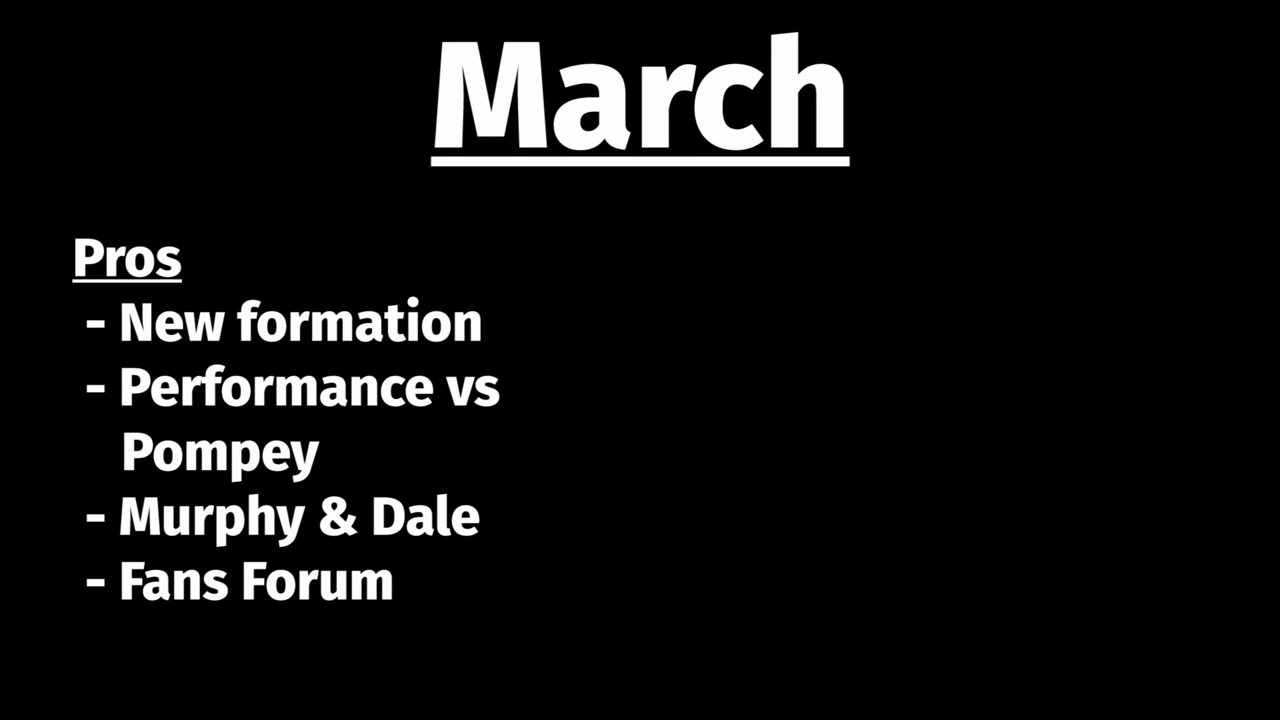 March
Pros
- New formation
- Performance vs
Pompey
- Murphy & Dale
- Fans Forum